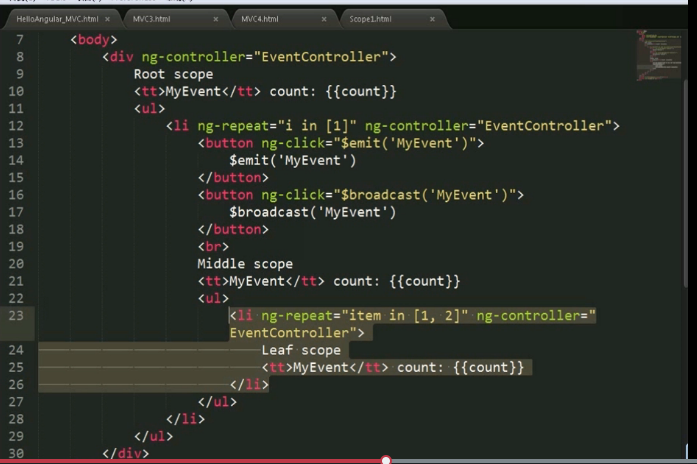 HelloAngular_MVC.html × MVC3.html × MVC4.html × Scope1.html ×
7 <body>
8 <div ng-controller="EventController">
9 Root scope
10 <tt>MyEvent</tt> count: {{count}}
11 <ul>
12 <li ng-repeat="i in [1]" ng-controller="EventController">
13 <button ng-click="$emit('MyEvent')">
14 $emit('MyEvent')
15 </button>
16 <button ng-click="$broadcast('MyEvent')">
17 $broadcast('MyEvent')
18 </button>
19 <br>
20 Middle scope
21 <tt>MyEvent</tt> count: {{count}}
22 <ul>
23 <li ng-repeat="item in [1, 2]" ng-controller="
EventController">
24 Leaf scope
25 <tt>MyEvent</tt> count: {{count}}
26 </li>
27 </ul>
28 </li>
29 </ul>
30 </div>